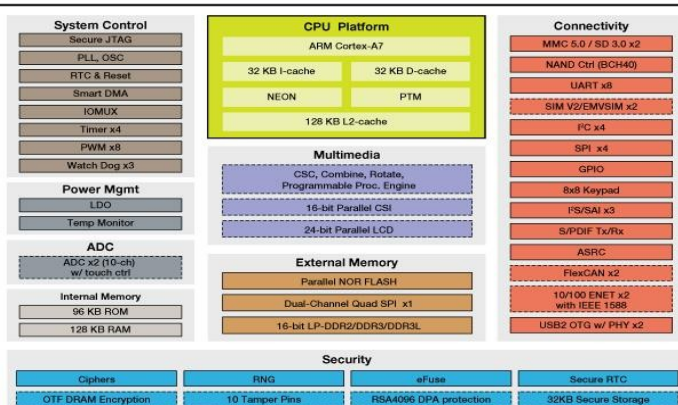 System Control
Secure JTAG
PLL, OSC
RTC & Reset
Smart DMA
IOMUX
Timer x4
PWM x8
Watch Dog x3
Power Mgmt
LDO
Temp Monitor
ADC
ADC x2 (10-ch)
w/ touch ctrl
Internal Memory
96 KB ROM
128 KB RAM
CPU Platform
ARM Cortex-A7
32 KB I-cache
32 KB D-cache
NEON
PTM
128 KB L2-cache
Multimedia
CSC, Combine, Rotate,
Programmable Proc. Engine
16-bit Parallel CSI
24-bit Parallel LCD
External Memory
Parallel NOR FLASH
Dual-Channel Quad SPI x1
16-bit LP-DDR2/DDR3/DDR3L
Connectivity
MMC 5.0 / SD 3.0 x2
NAND Ctrl (BCH40)
UART x8
SIM V2/EMVSIM x2
I²C x4
SPI x4
GPIO
8x8 Keypad
I²S/SAI x3
S/PDIF Tx/Rx
ASRC
FlexCAN x2
10/100 ENET x2
with IEEE 1588
USB2 OTG w/ PHY x2
Security
Ciphers
RNG
eFuse
Secure RTC
OTF DRAM Encryption
10 Tamper Pins
RSA4096 DPA protection
32KB Secure Storage